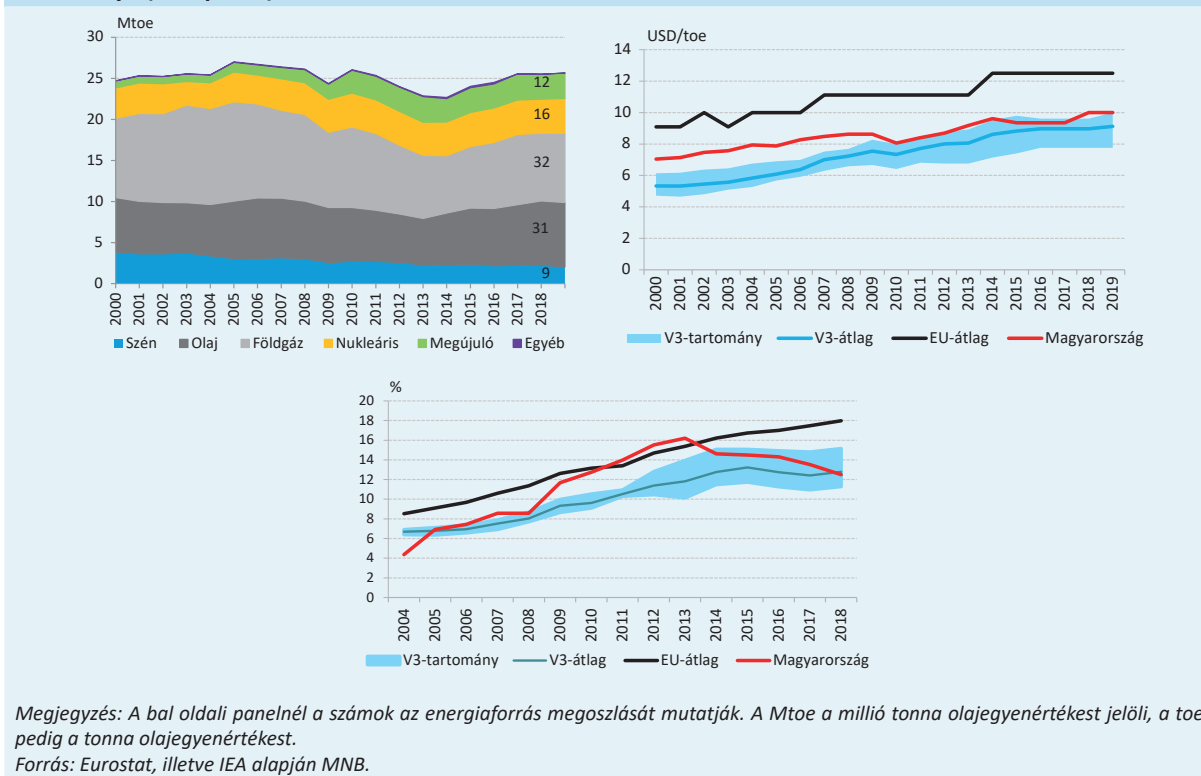 Mtoe
30
25
20
15
10
5
0
12
16
32
31
9
2000 2001 2002 2003 2004 2005 2006 2007 2008 2009 2010 2011 2012 2013 2014 2015 2016 2017 2018
Szén Olaj Földgáz Nukleáris Megújuló Egyéb
USD/toe
14
12
10
8
6
4
2
0
2000 2001 2002 2003 2004 2005 2006 2007 2008 2009 2010 2011 2012 2013 2014 2015 2016 2017 2018 2019
V3-tartomány V3-átlag EU-átlag Magyarország
%
20
18
16
14
12
10
8
6
4
2
0
2004 2005 2006 2007 2008 2009 2010 2011 2012 2013 2014 2015 2016 2017 2018
V3-tartomány V3-átlag EU-átlag Magyarország
Megjegyzés: A bal oldali panelnél a számok az energiaforrás megoszlását mutatják. A Mtoe a millió tonna olajegyenértékest jelöli, a toe
pedig a tonna olajegyenértékest.
Forrás: Eurostat, illetve IEA alapján MNB.